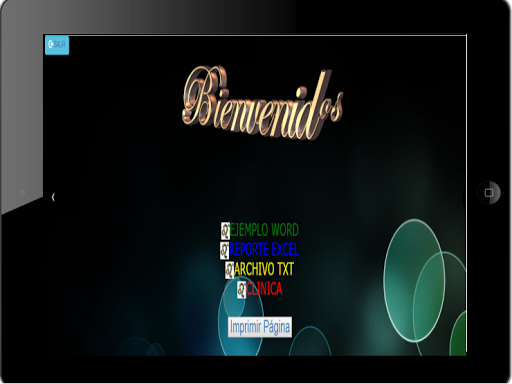 SALIR
Bienvenidos
EJEMPLO WORD
REPORTE EXCEL
ARCHIVO TXT
CLINICA
Imprimir Página